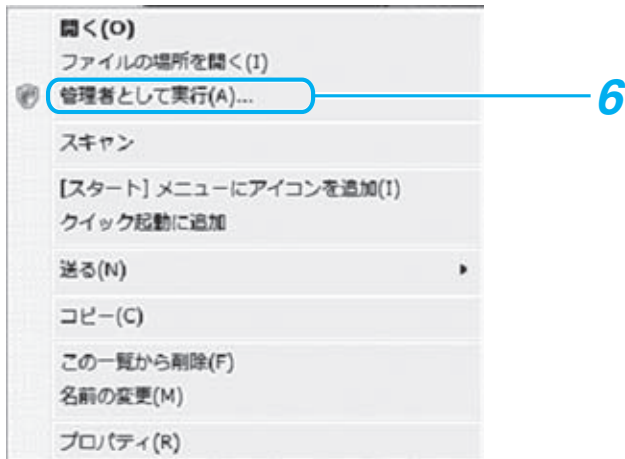 開く(O)
ファイルの場所を開く(I)
管理者として実行(A)...
6
スキャン
[スタート] メニューにアイコンを追加(I)
クイック起動に追加
送る(N)
コピー(C)
この一覧から削除(F)
名前の変更(M)
プロパティ(R)